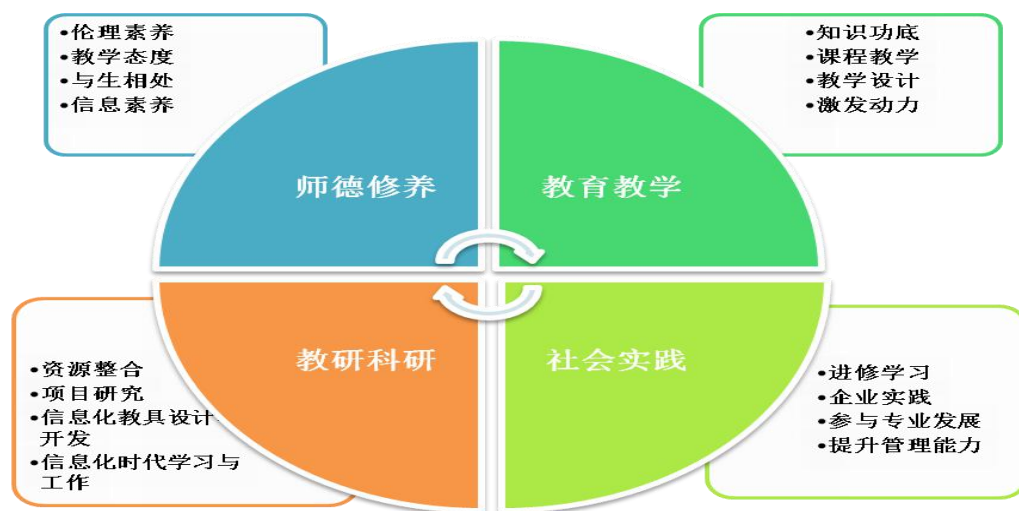 •伦理素养
•教学态度
•与生相处
•信息素养
•知识功底
•课程教学
•教学设计
•激发动力
师德修养
教育教学
教研科研
社会实践
•资源整合
•项目研究
•信息化教具设计
开发
•信息化时代学习与
工作
•进修学习
•企业实践
•参与专业发展
•提升管理能力